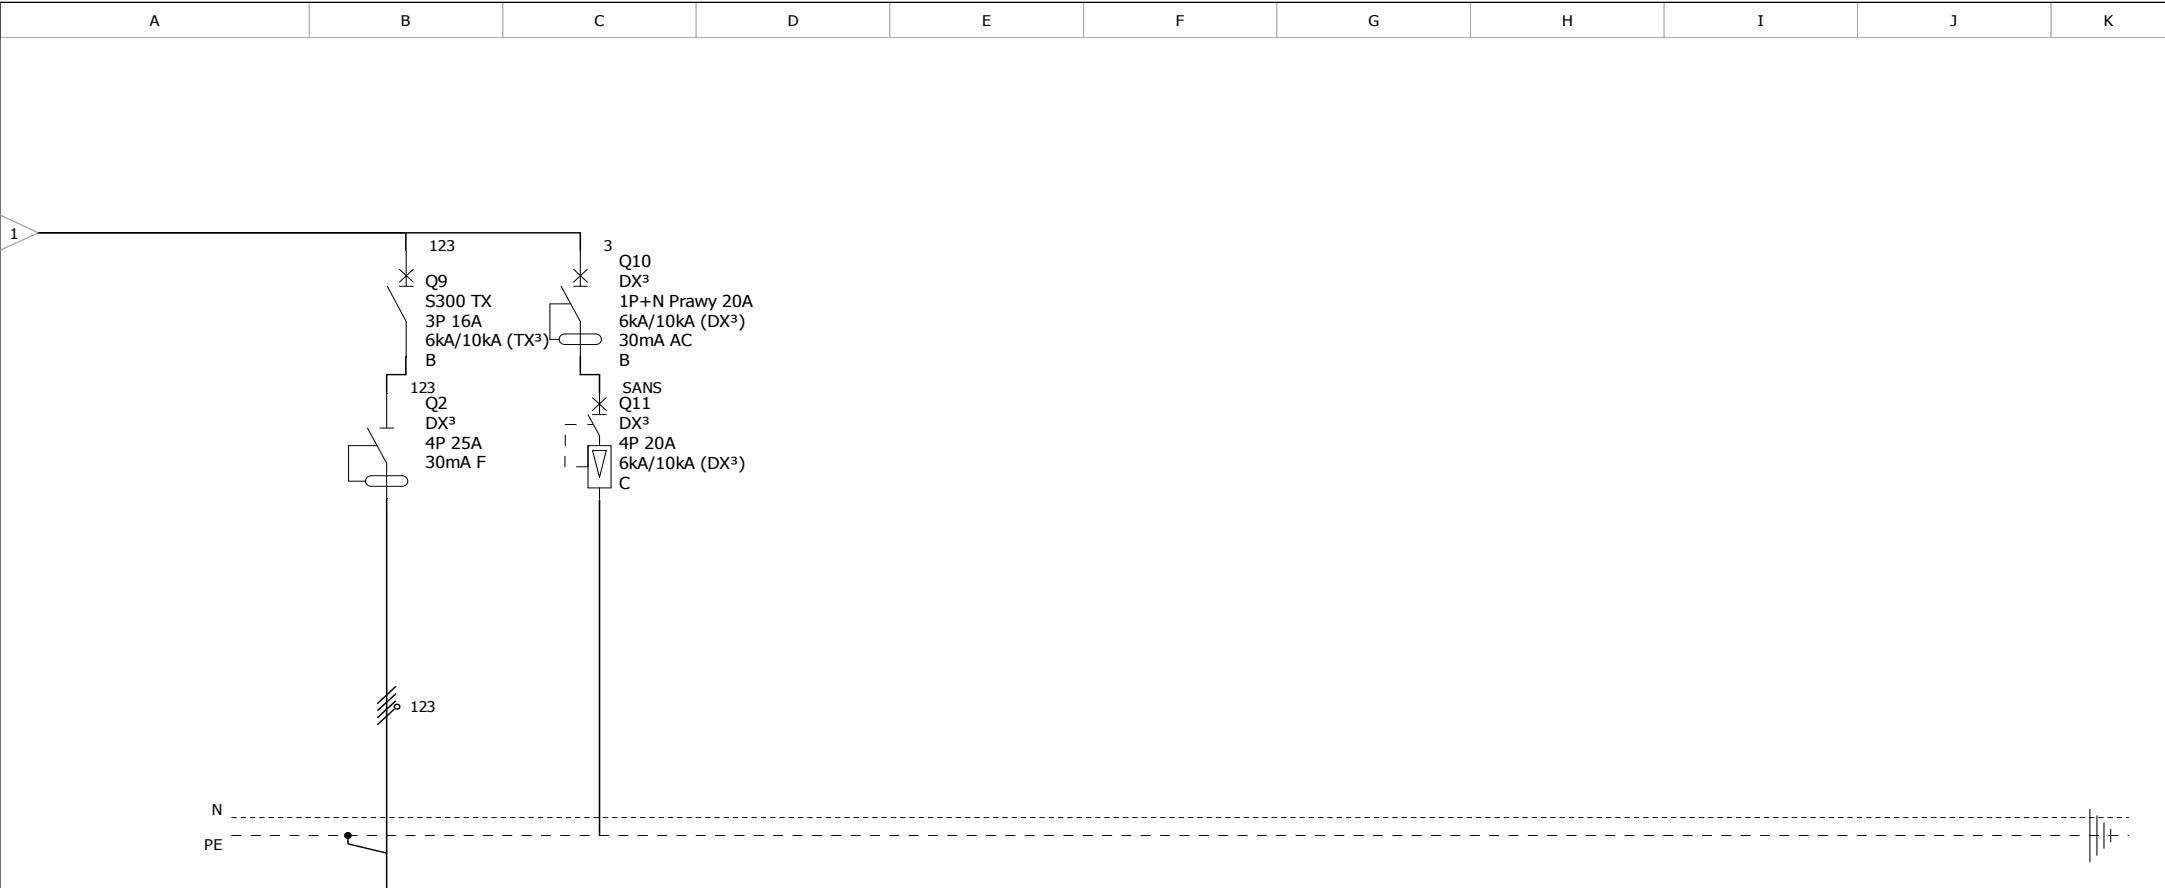 A B C D E F G H I J K
1
123
Q9
S300 TX
3P 16A
6kA/10kA (TX³)
B
3
Q10
DX³
1P+N Prawy 20A
6kA/10kA (DX³)
30mA AC
B
123
Q2
DX³
4P 25A
30mA F
SANS
Q11
DX³
4P 20A
6kA/10kA (DX³)
C
123
N
PE